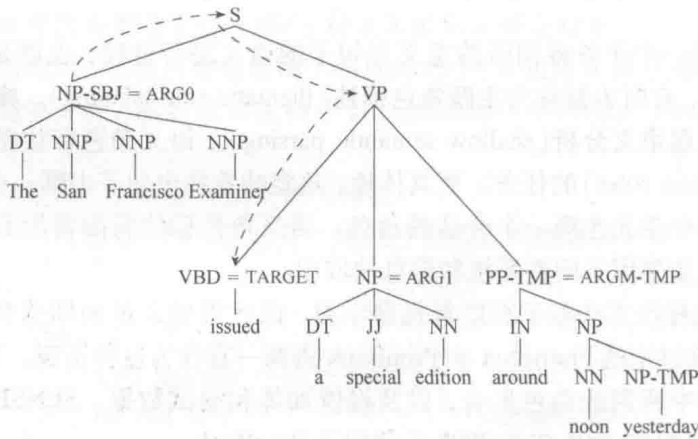 S
NP-SBJ = ARG0 VP
DT NNP NNP NNP
The San Francisco Examiner
VBD = TARGET NP = ARG1 PP-TMP = ARGM-TMP
issued DT JJ NN IN NP
a special edition around NN NP-TMP
noon yesterday